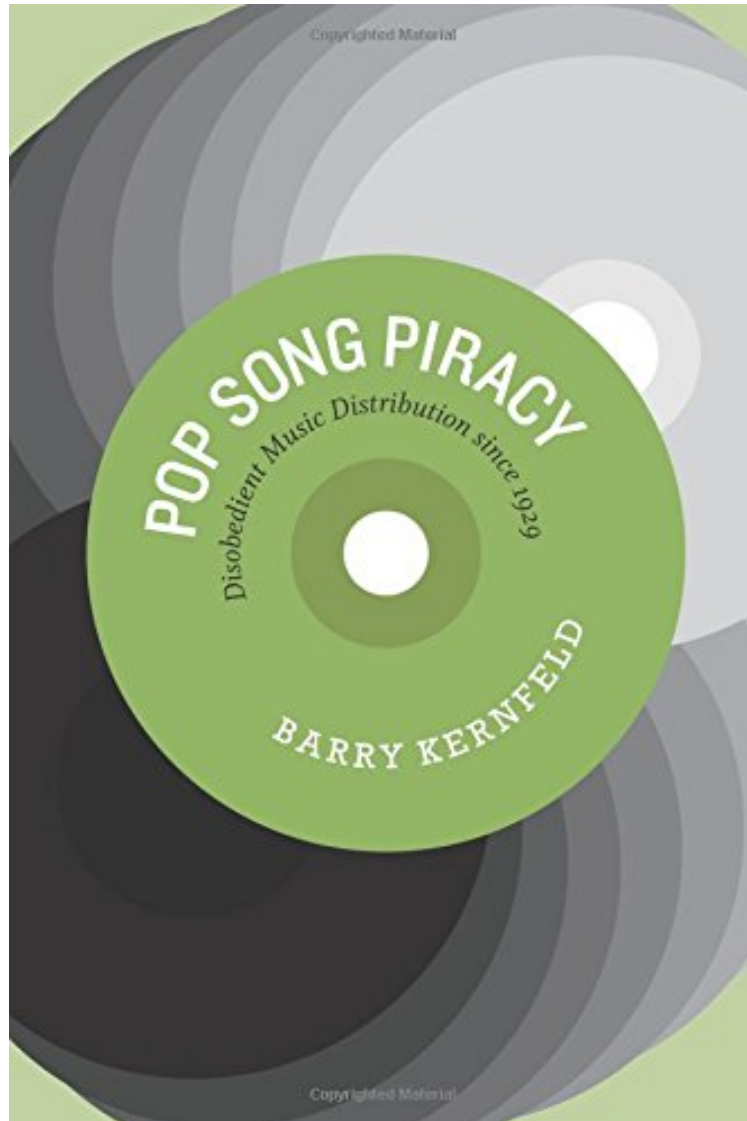 Copyrighted Material
POP SONG PIRACY
Disobedient Music Distribution since 1929
BARRY KERNFELD
Copyrighted Material